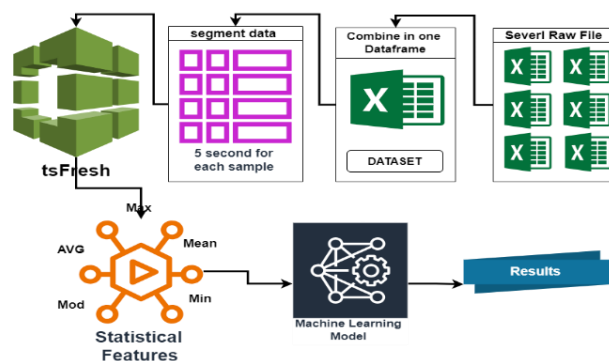 segment data
Combine in one
Dataframe
Severl Raw File
X
X
X
X
X
X
X
DATASET
5 second for
each sample
tsFresh
Max
AVG
Mean
Mod
Min
Statistical
Features
Machine Learning
Model
Results